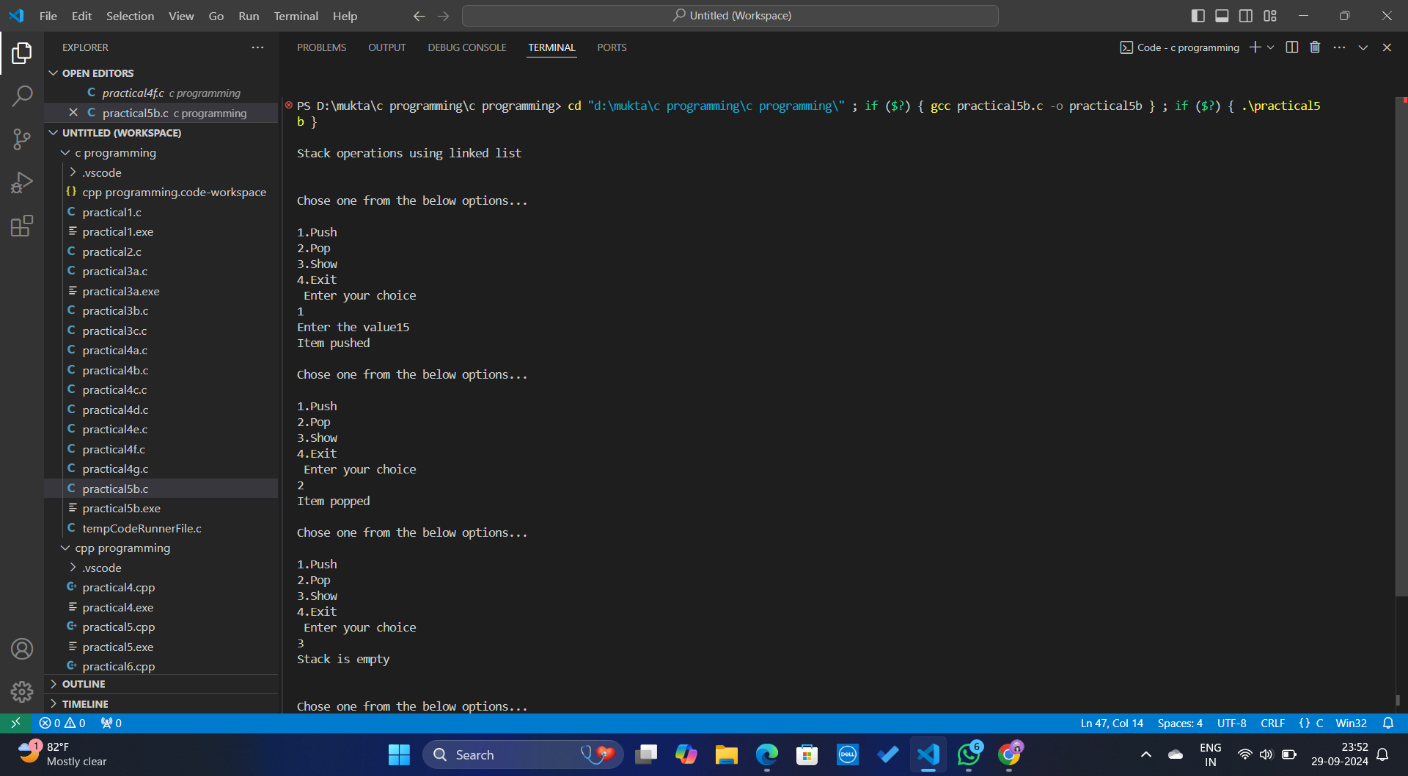 File Edit Selection View Go Run Terminal Help
Untitled (Workspace)
EXPLORER
OPEN EDITORS
practical4f.c c programming
practical5b.c c programming
UNTITLED (WORKSPACE)
c programming
.vscode
{} cpp programming.code-workspace
practical1.c
practical1.exe
practical2.c
practical3a.c
practical3a.exe
practical3b.c
practical3c.c
practical4a.c
practical4b.c
practical4c.c
practical4d.c
practical4e.c
practical4f.c
practical4g.c
practical5b.c
practical5b.exe
tempCodeRunnerFile.c
cpp programming
.vscode
practical4.cpp
practical4.exe
practical5.cpp
practical5.exe
practical6.cpp
OUTLINE
TIMELINE
PROBLEMS OUTPUT DEBUG CONSOLE TERMINAL PORTS
Code - c programming
PS D:\mukta\c programming\c programming> cd "d:\mukta\c programming\c programming\" ; if ($?) { gcc practical5b.c -o practical5b } ; if ($?) { .\practical5
b }
Stack operations using linked list
Chose one from the below options...
1.Push
2.Pop
3.Show
4.Exit
Enter your choice
1
Enter the value15
Item pushed
Chose one from the below options...
1.Push
2.Pop
3.Show
4.Exit
Enter your choice
2
Item popped
Chose one from the below options...
1.Push
2.Pop
3.Show
4.Exit
Enter your choice
3
Stack is empty
Chose one from the below options...
0 0 0
Ln 47, Col 14 Spaces: 4 UTF-8 CRLF {} C Win32
1
82°F
Mostly clear
Search
DELL
6
ENG
IN
23:52
29-09-2024